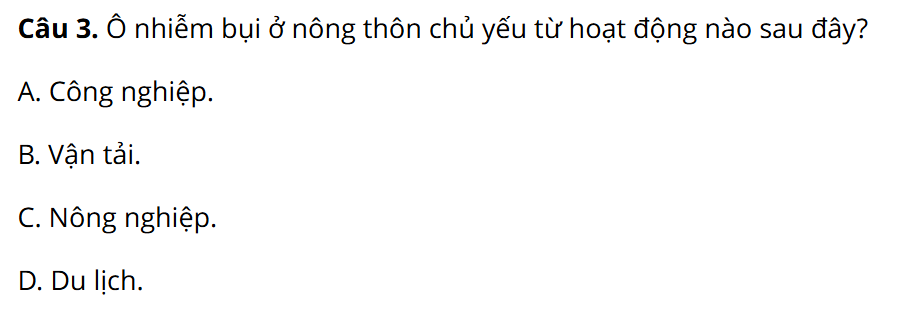 Câu 3. Ô nhiễm bụi ở nông thôn chủ yếu từ hoạt động nào sau đây?
A. Công nghiệp.
B. Vận tải.
C. Nông nghiệp.
D. Du lịch.